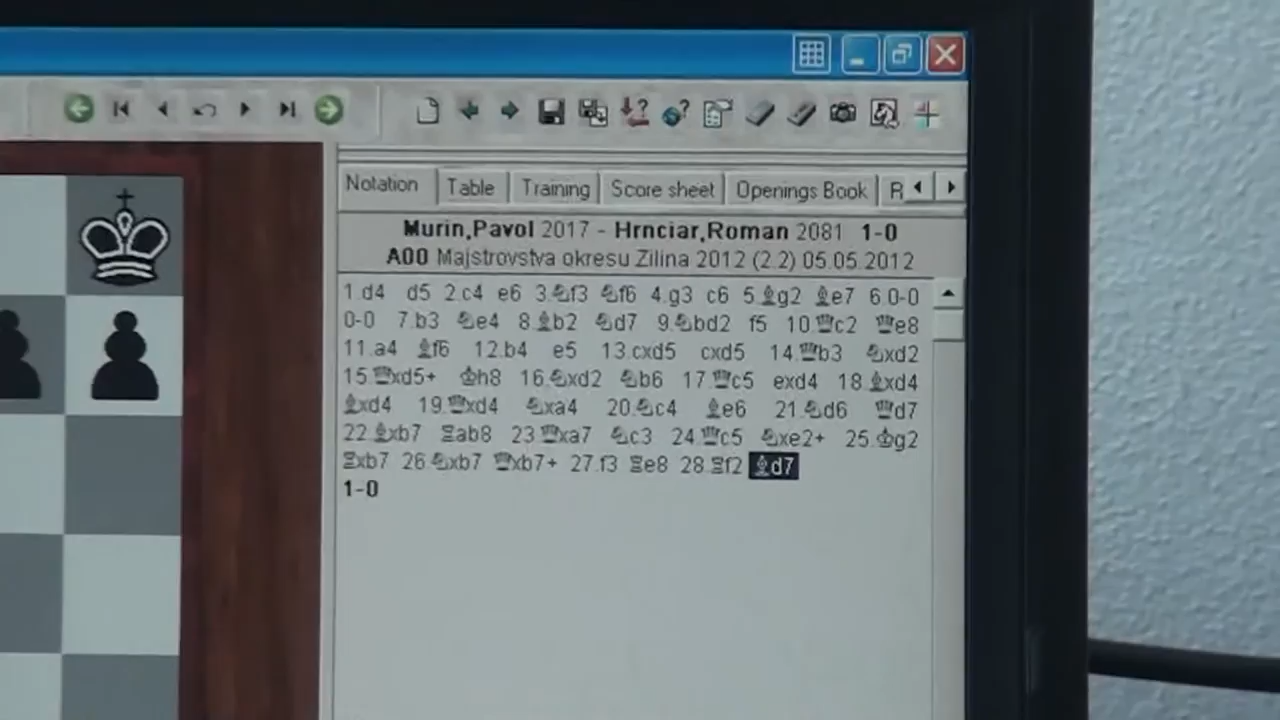 Notation Table Training Score sheet Openings Book R
Murin,Pavol 2017 - Hrnciar,Roman 2081 1-0
A00 Majstrovstva okresu Zilina 2012 (2.2) 05.05.2012
1.d4 d5 2.c4 e6 3.♘f3 ♘f6 4.g3 c6 5.♗g2 ♗e7 6.0-0
0-0 7.b3 ♘e4 8.♗b2 ♘d7 9.♘bd2 f5 10.♕c2 ♕e8
11.a4 ♗f6 12.b4 e5 13.cxd5 cxd5 14.♕b3 ♘xd2
15.♕xd5+ ♔h8 16.♘xd2 ♘b6 17.♕c5 exd4 18.♗xd4
♗xd4 19.♕xd4 ♘xa4 20.♘c4 ♗e6 21.♘d6 ♕d7
22.♗xb7 ♖ab8 23.♕xa7 ♘c3 24.♕c5 ♘xe2+ 25.♔g2
♖xb7 26.♘xb7 ♕xb7+ 27.f3 ♖e8 28.♖f2 ♗d7
1-0